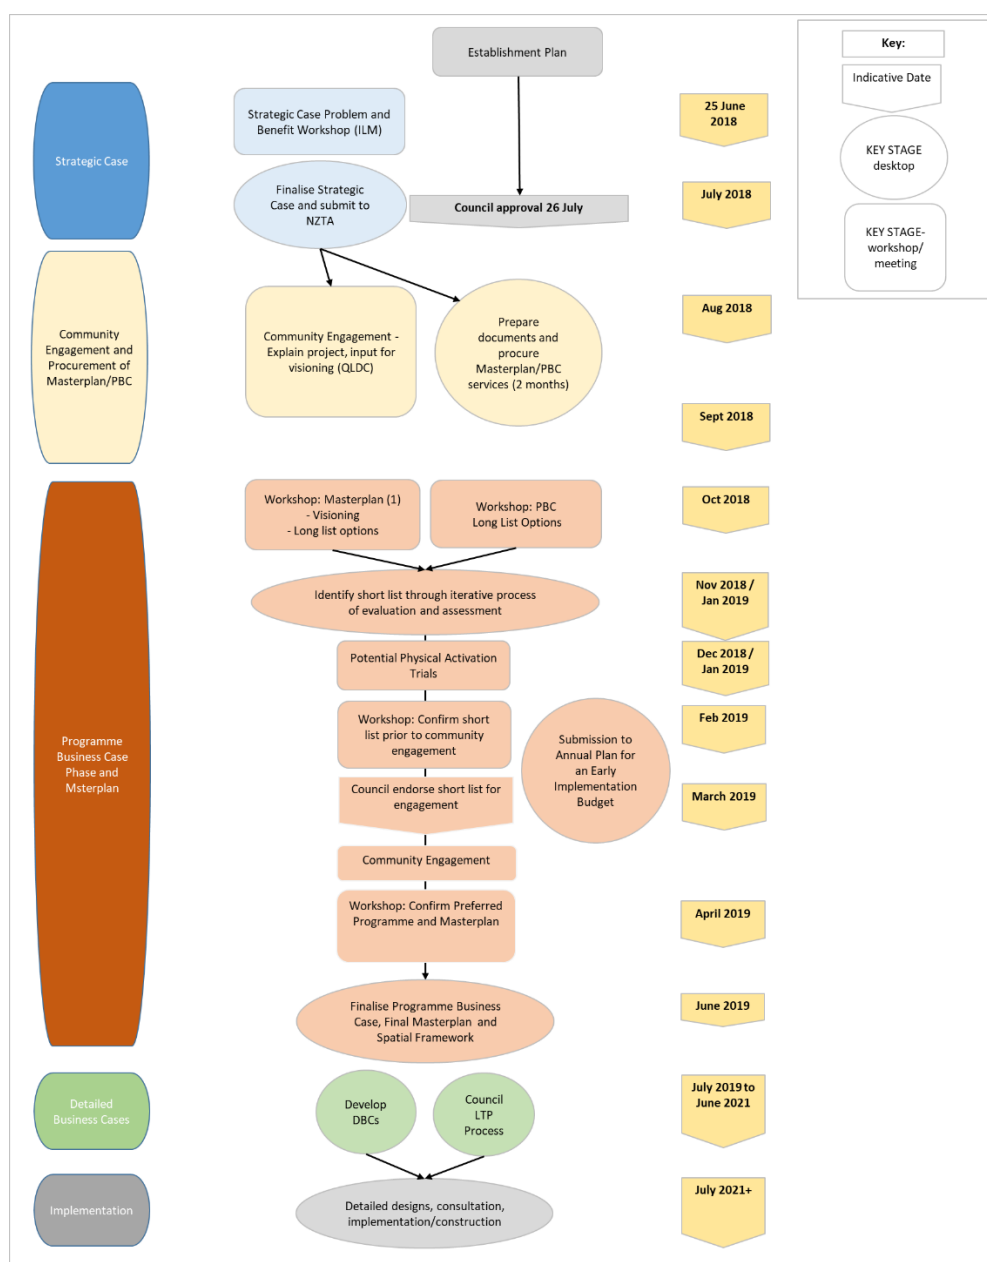 Establishment Plan
Key:
Indicative Date
KEY STAGE
desktop
KEY STAGE-
workshop/
meeting
Strategic Case
Strategic Case Problem and
Benefit Workshop (ILM)
25 June
2018
Finalise Strategic
Case and submit to
NZTA
Council approval 26 July
July 2018
Community
Engagement and
Procurement of
Masterplan/PBC
Community Engagement -
Explain project, input for
visioning (QLDC)
Prepare
documents and
procure
Masterplan/PBC
services (2 months)
Aug 2018
Sept 2018
Programme
Business Case
Phase and
Msterplan
Workshop: Masterplan (1)
- Visioning
- Long list options
Workshop: PBC
Long List Options
Oct 2018
Identify short list through iterative process
of evaluation and assessment
Nov 2018 /
Jan 2019
Potential Physical Activation
Trials
Dec 2018 /
Jan 2019
Workshop: Confirm short
list prior to community
engagement
Submission to
Annual Plan for
an Early
Implementation
Budget
Feb 2019
Council endorse short list for
engagement
March 2019
Community Engagement
Workshop: Confirm Preferred
Programme and Masterplan
April 2019
Finalise Programme Business
Case, Final Masterplan and
Spatial Framework
June 2019
Detailed
Business Cases
Develop
DBCs
Council
LTP
Process
July 2019 to
June 2021
Implementation
Detailed designs, consultation,
implementation/construction
July 2021+